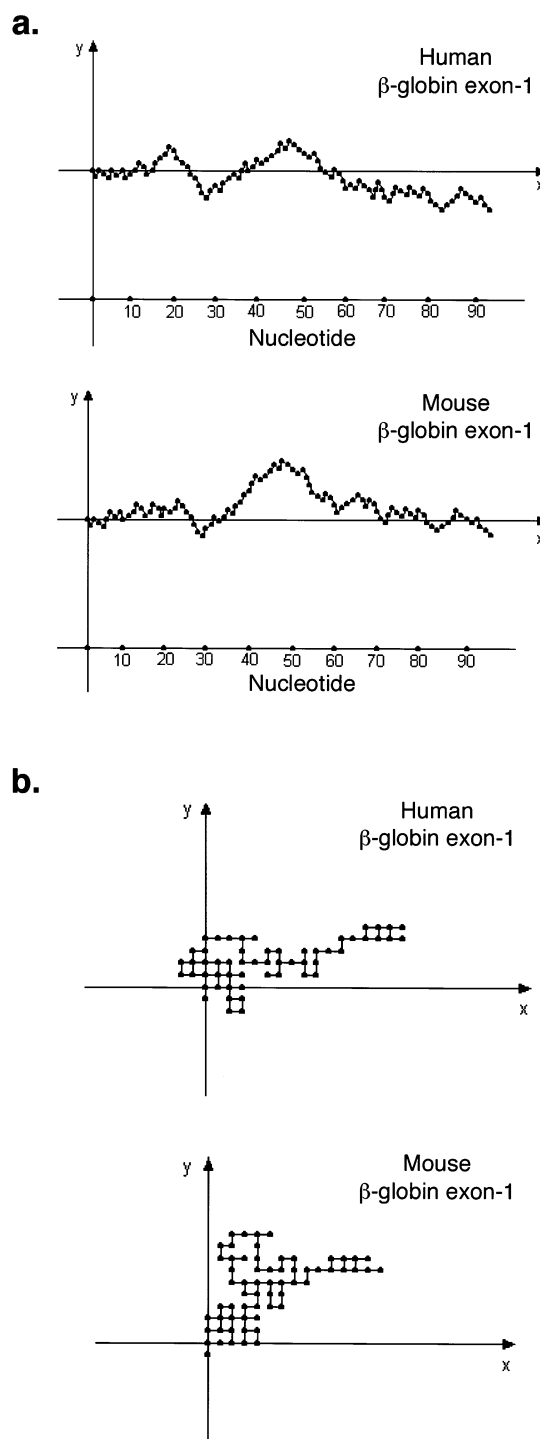 a.
y
Human
β-globin exon-1
x
10 20 30 40 50 60 70 80 90
Nucleotide
y
Mouse
β-globin exon-1
x
10 20 30 40 50 60 70 80 90
Nucleotide
b.
y
Human
β-globin exon-1
x
y
Mouse
β-globin exon-1
x